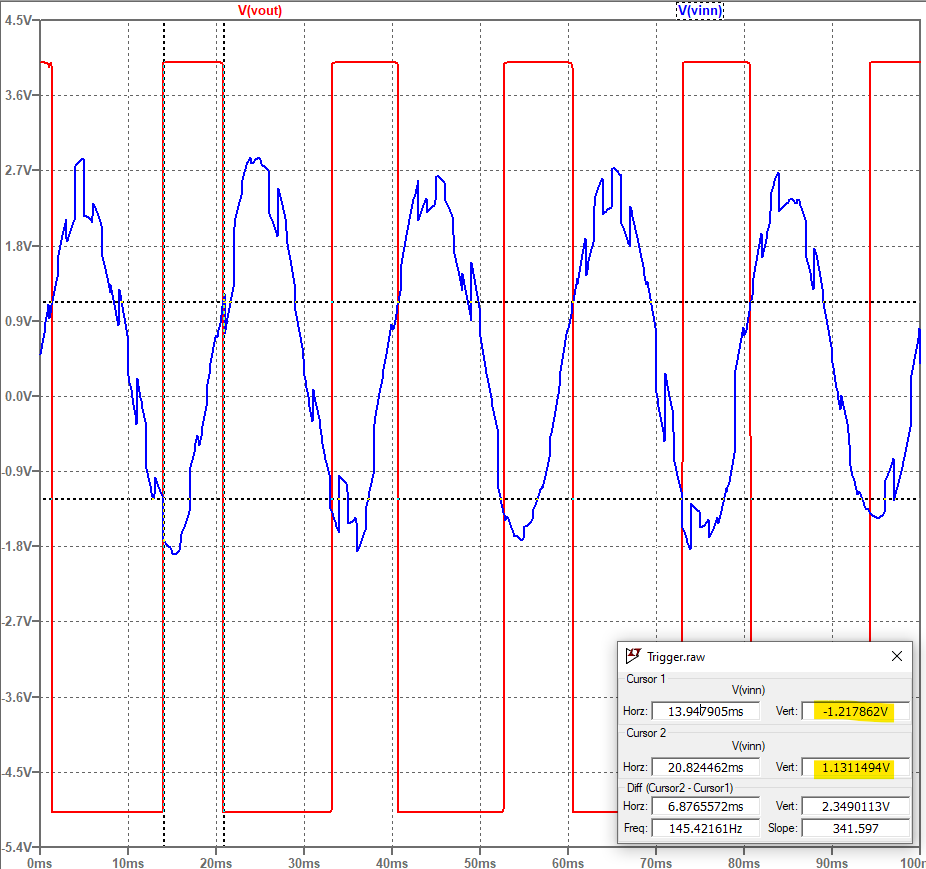 V(vout) V(vinn)
4.5V
3.6V
2.7V
1.8V
0.9V
0.0V
-0.9V
-1.8V
-2.7V
-3.6V
-4.5V
-5.4V
0ms 10ms 20ms 30ms 40ms 50ms 60ms 70ms 80ms 90ms 100m
Trigger.raw
Cursor 1
V(vinn)
Horz: 13.947905ms Vert: -1.217862V
Cursor 2
V(vinn)
Horz: 20.824462ms Vert: 1.1311494V
Diff (Cursor2 - Cursor1)
Horz: 6.8765572ms Vert: 2.3490113V
Freq: 145.42161Hz Slope: 341.597